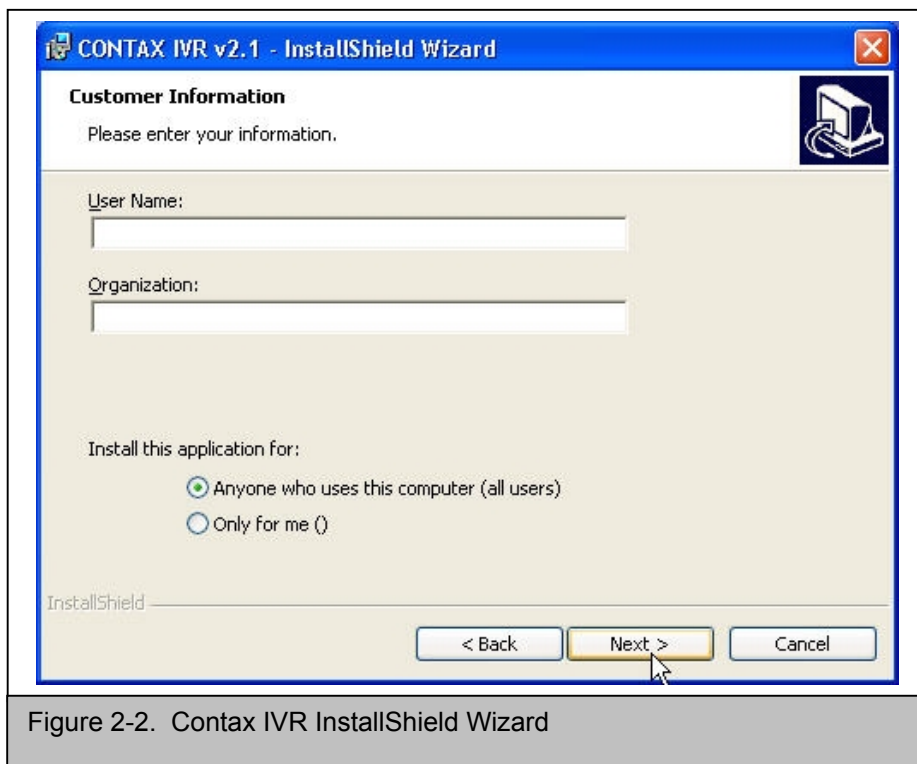 CONTAX IVR v2.1 - InstallShield Wizard
Customer Information
Please enter your information.
User Name:
Organization:
Install this application for:
Anyone who uses this computer (all users)
Only for me ()
InstallShield
< Back Next > Cancel
Figure 2-2. Contax IVR InstallShield Wizard